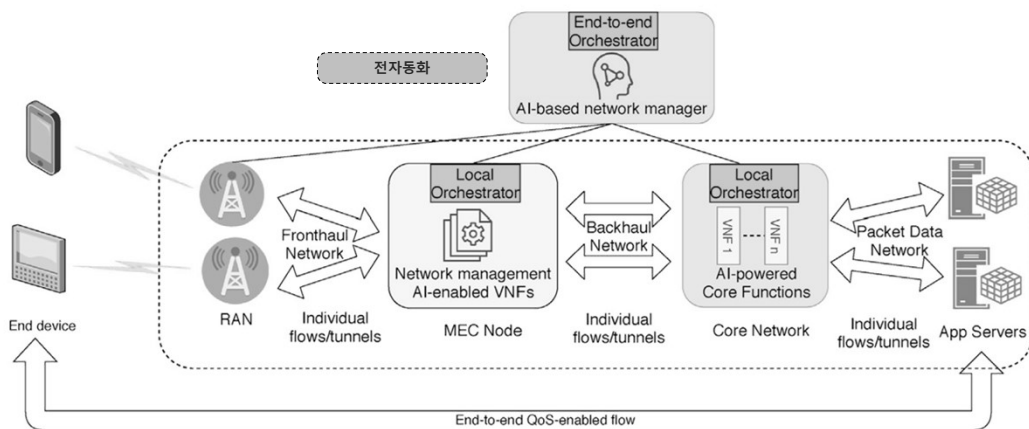 End-to-end
Orchestrator
전자동화
AI-based network manager
Local
Orchestrator
Local
Orchestrator
Fronthaul
Network
Backhaul
Network
VNF 1
VNF n
Packet Data
Network
Network management
AI-enabled VNFs
AI-powered
Core Functions
End device
RAN
Individual
flows/tunnels
MEC Node
Individual
flows/tunnels
Core Network
Individual
flows/tunnels
App Servers
End-to-end QoS-enabled flow